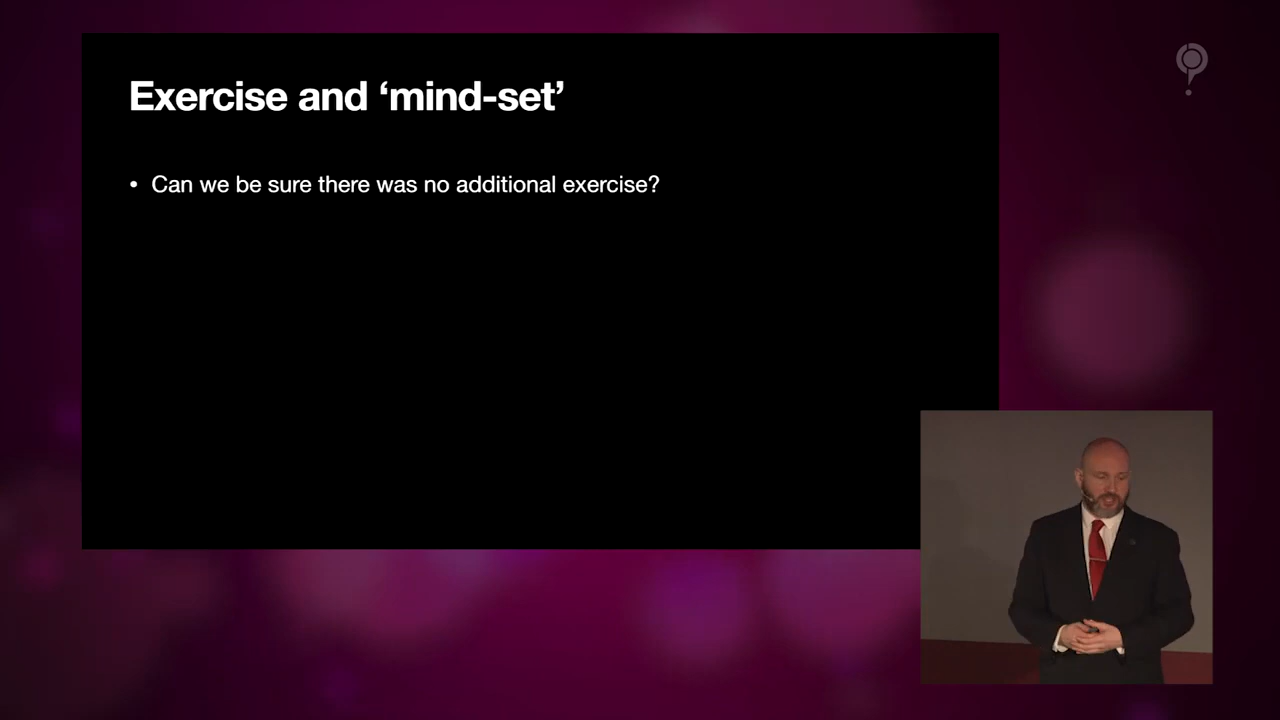 Exercise and ‘mind-set’
• Can we be sure there was no additional exercise?